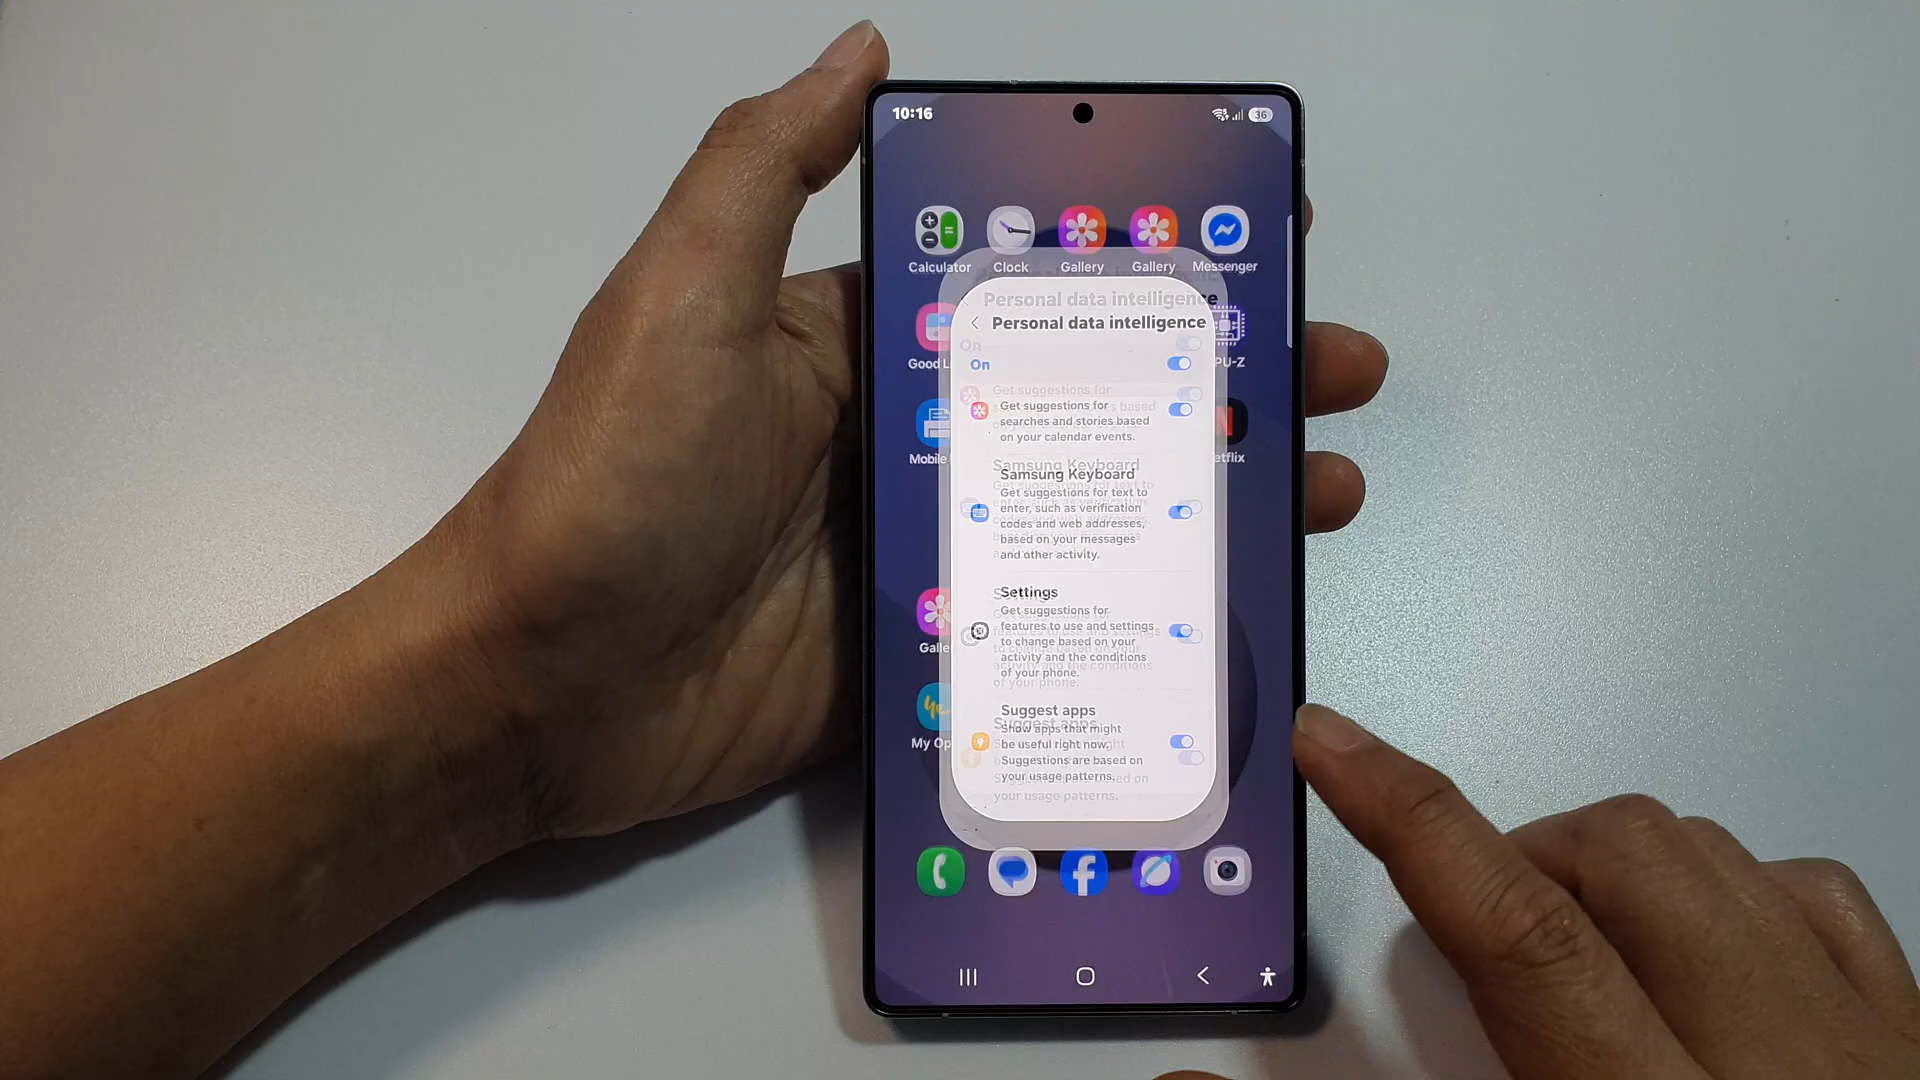 10:16
36
Calculator Clock Gallery Gallery Messenger
Personal data intelligence
Personal data intelligence
On
On
Get suggestions for
searches and stories based
on your calendar events.
Samsung Keyboard
Get suggestions for text to
enter, such as verification
codes and web addresses,
based on your messages
and other activity.
Settings
Get suggestions for
features to use and settings
to change based on your
activity and the conditions
of your phone.
Suggest apps
Show apps that might
be useful right now.
Suggestions are based on
your usage patterns.
Good L
PU-Z
Mobile
etflix
Galle
My Op